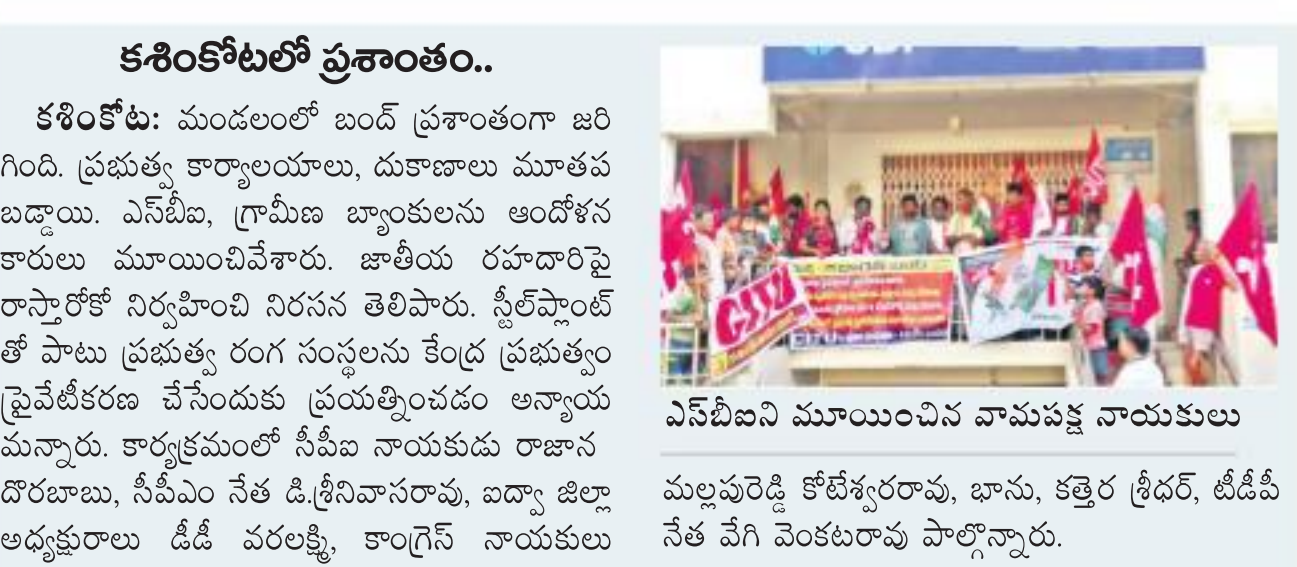 కశింకోటలో ప్రశాంతం..
కశింకోట: మండలంలో బంద్ ప్రశాంతంగా జరి
గింది. ప్రభుత్వ కార్యాలయాలు, దుకాణాలు మూతప
బడ్డాయి. ఎస్‌బీఐ, గ్రామీణ బ్యాంకులను ఆందోళన
కారులు మూయించివేశారు. జాతీయ రహదారిపై
రాస్తారోకో నిర్వహించి నిరసన తెలిపారు. స్టీల్‌ప్లాంట్
తో పాటు ప్రభుత్వ రంగ సంస్థలను కేంద్ర ప్రభుత్వం
ప్రైవేటీకరణ చేసేందుకు ప్రయత్నించడం అన్యాయ
మన్నారు. కార్యక్రమంలో సీపీఐ నాయకుడు రాజాన
దొరబాబు, సీపీఎం నేత డి.శ్రీనివాసరావు, ఐద్వా జిల్లా
అధ్యక్షురాలు డీడీ వరలక్ష్మి, కాంగ్రెస్ నాయకులు
CITU
CITU
ఎస్‌బీఐని మూయించిన వామపక్ష నాయకులు
మల్లపురెడ్డి కోటేశ్వరరావు, భాను, కత్తెర శ్రీధర్, టీడీపీ
నేత వేగి వెంకటరావు పాల్గొన్నారు.